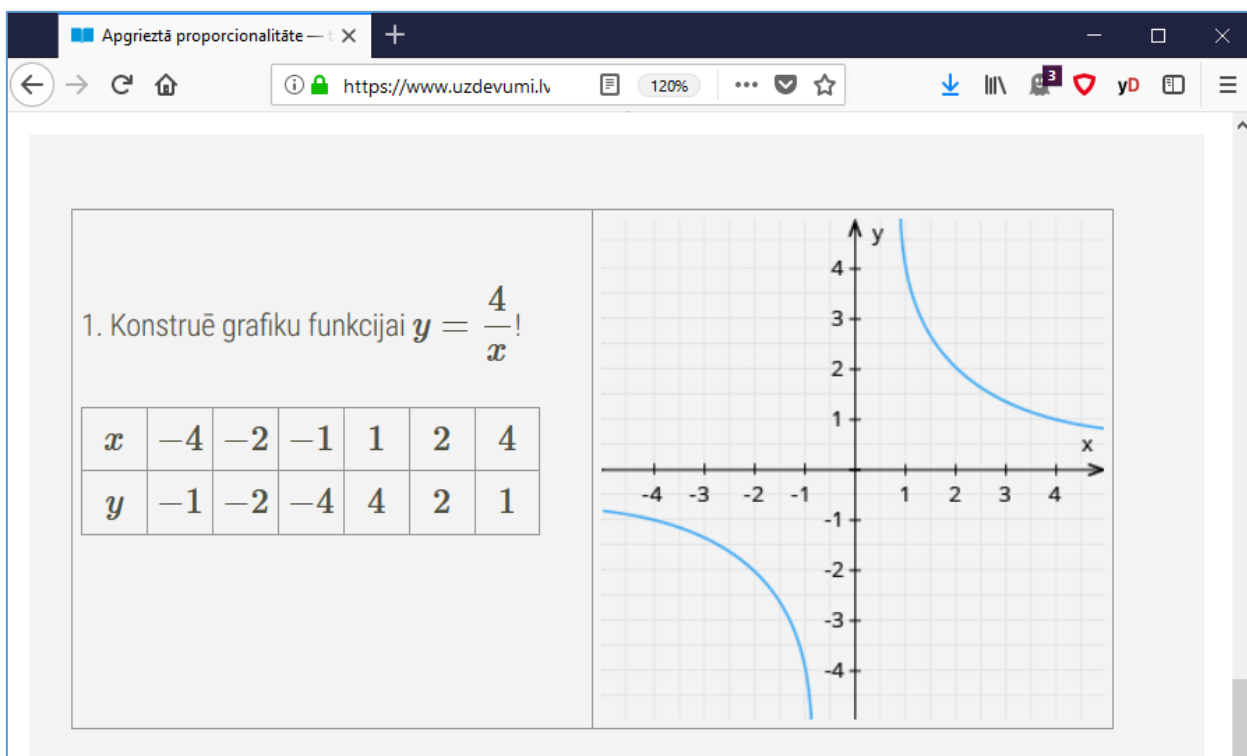 Apgrieztā proporcionalitāte — t
https://www.uzdevumi.lv
120%
3
yD
1. Konstruē grafiku funkcijai y = 4/x!
x −4 −2 −1 1 2 4
y −1 −2 −4 4 2 1
y
4
3
2
1
x
-4 -3 -2 -1 1 2 3 4
-1
-2
-3
-4